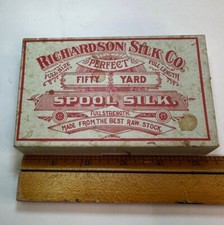 RICHARDSON SILK CO.
FULL SIZE PERFECT FULL LENGTH
FIFTY YARD
SPOOL SILK.
FULL STRENGTH.
MADE FROM THE BEST RAW STOCK.